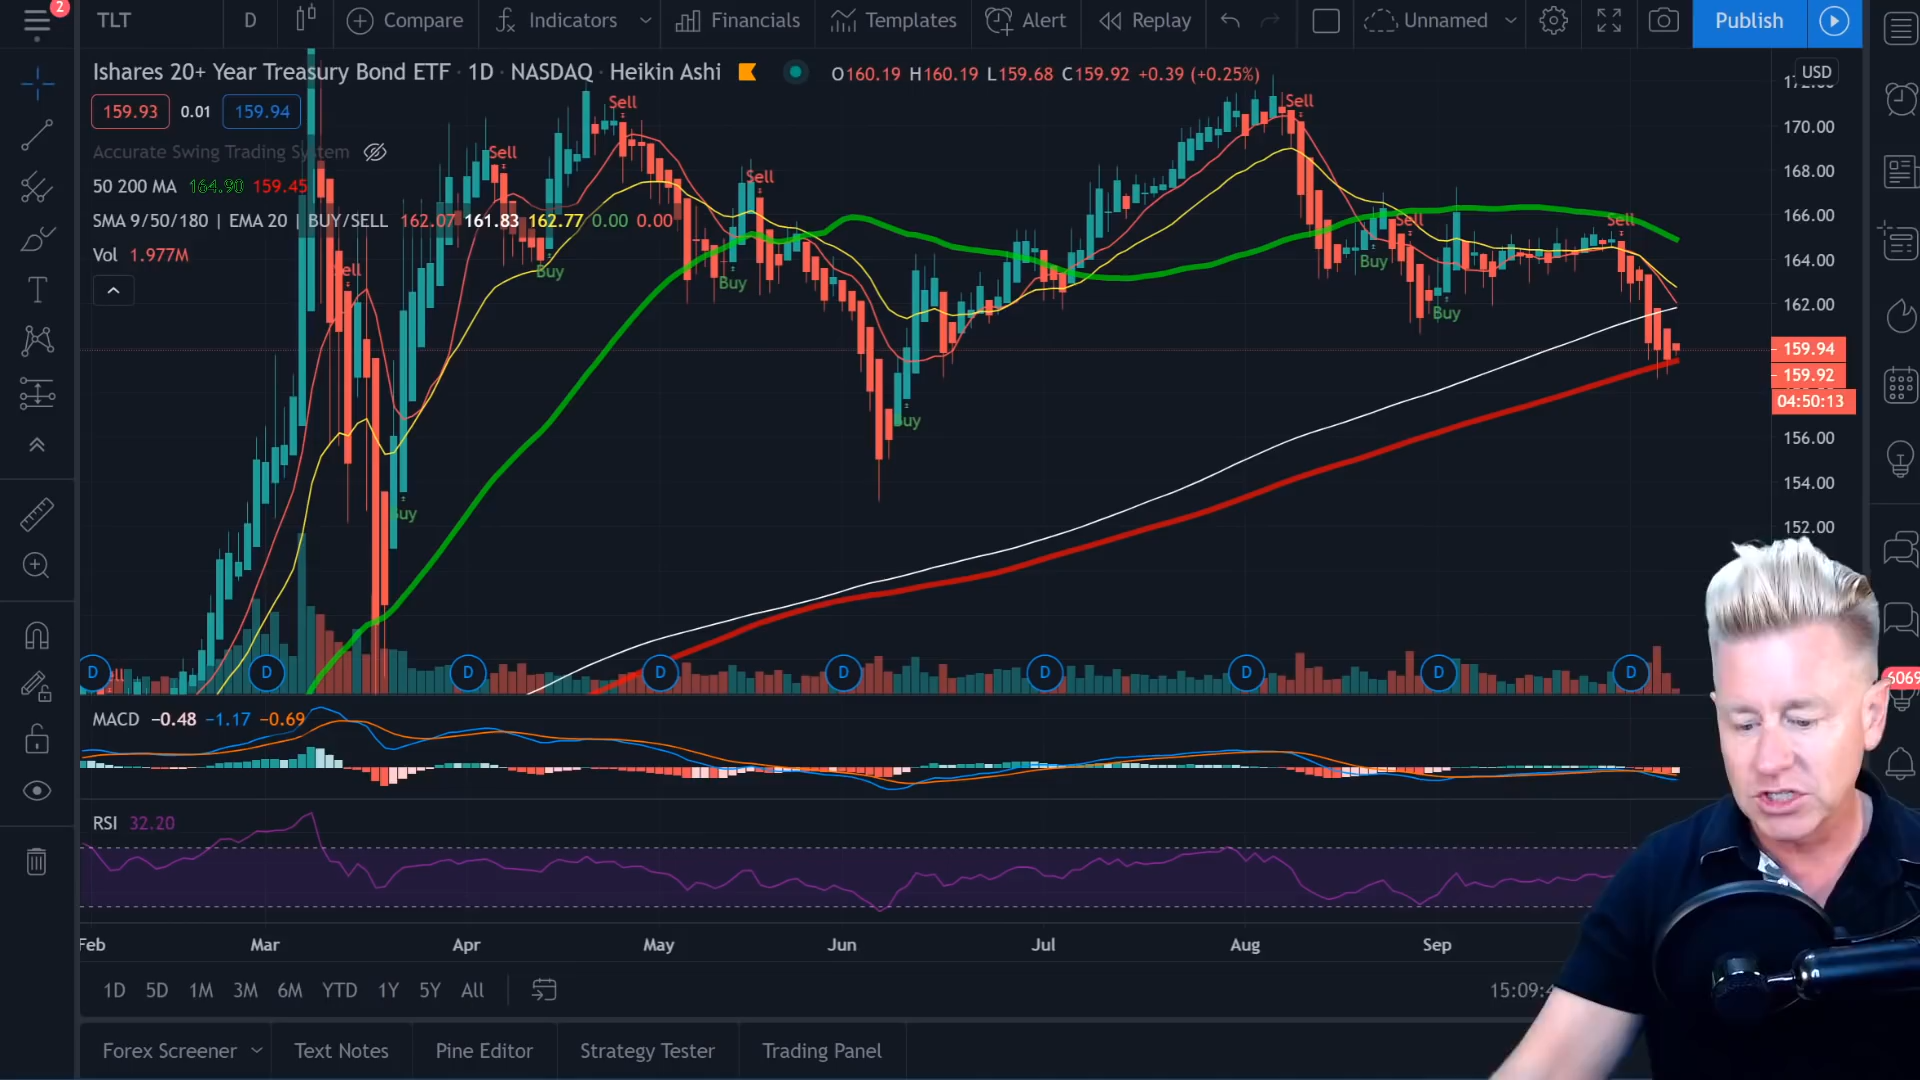 2
TLT D Compare Indicators Financials Templates Alert Replay Unnamed Publish
Ishares 20+ Year Treasury Bond ETF · 1D · NASDAQ · Heikin Ashi O160.19 H160.19 L159.68 C159.92 +0.39 (+0.25%)
USD
159.93 0.01 159.94
Accurate Swing Trading System
50 200 MA 164.90 159.45
SMA 9/50/180 | EMA 20 | BUY/SELL 162.07 161.83 162.77 0.00 0.00
Vol 1.977M
Sell
Sell
Sell
Sell
Sell
Sell
Sell
Buy
Buy
Buy
Buy
Buy
170.00
168.00
166.00
164.00
162.00
159.94
159.92
04:50:13
156.00
154.00
152.00
D D D D D D D D D
6069
MACD −0.48 −1.17 −0.69
RSI 32.20
Feb Mar Apr May Jun Jul Aug Sep
1D 5D 1M 3M 6M YTD 1Y 5Y All
Forex Screener Text Notes Pine Editor Strategy Tester Trading Panel